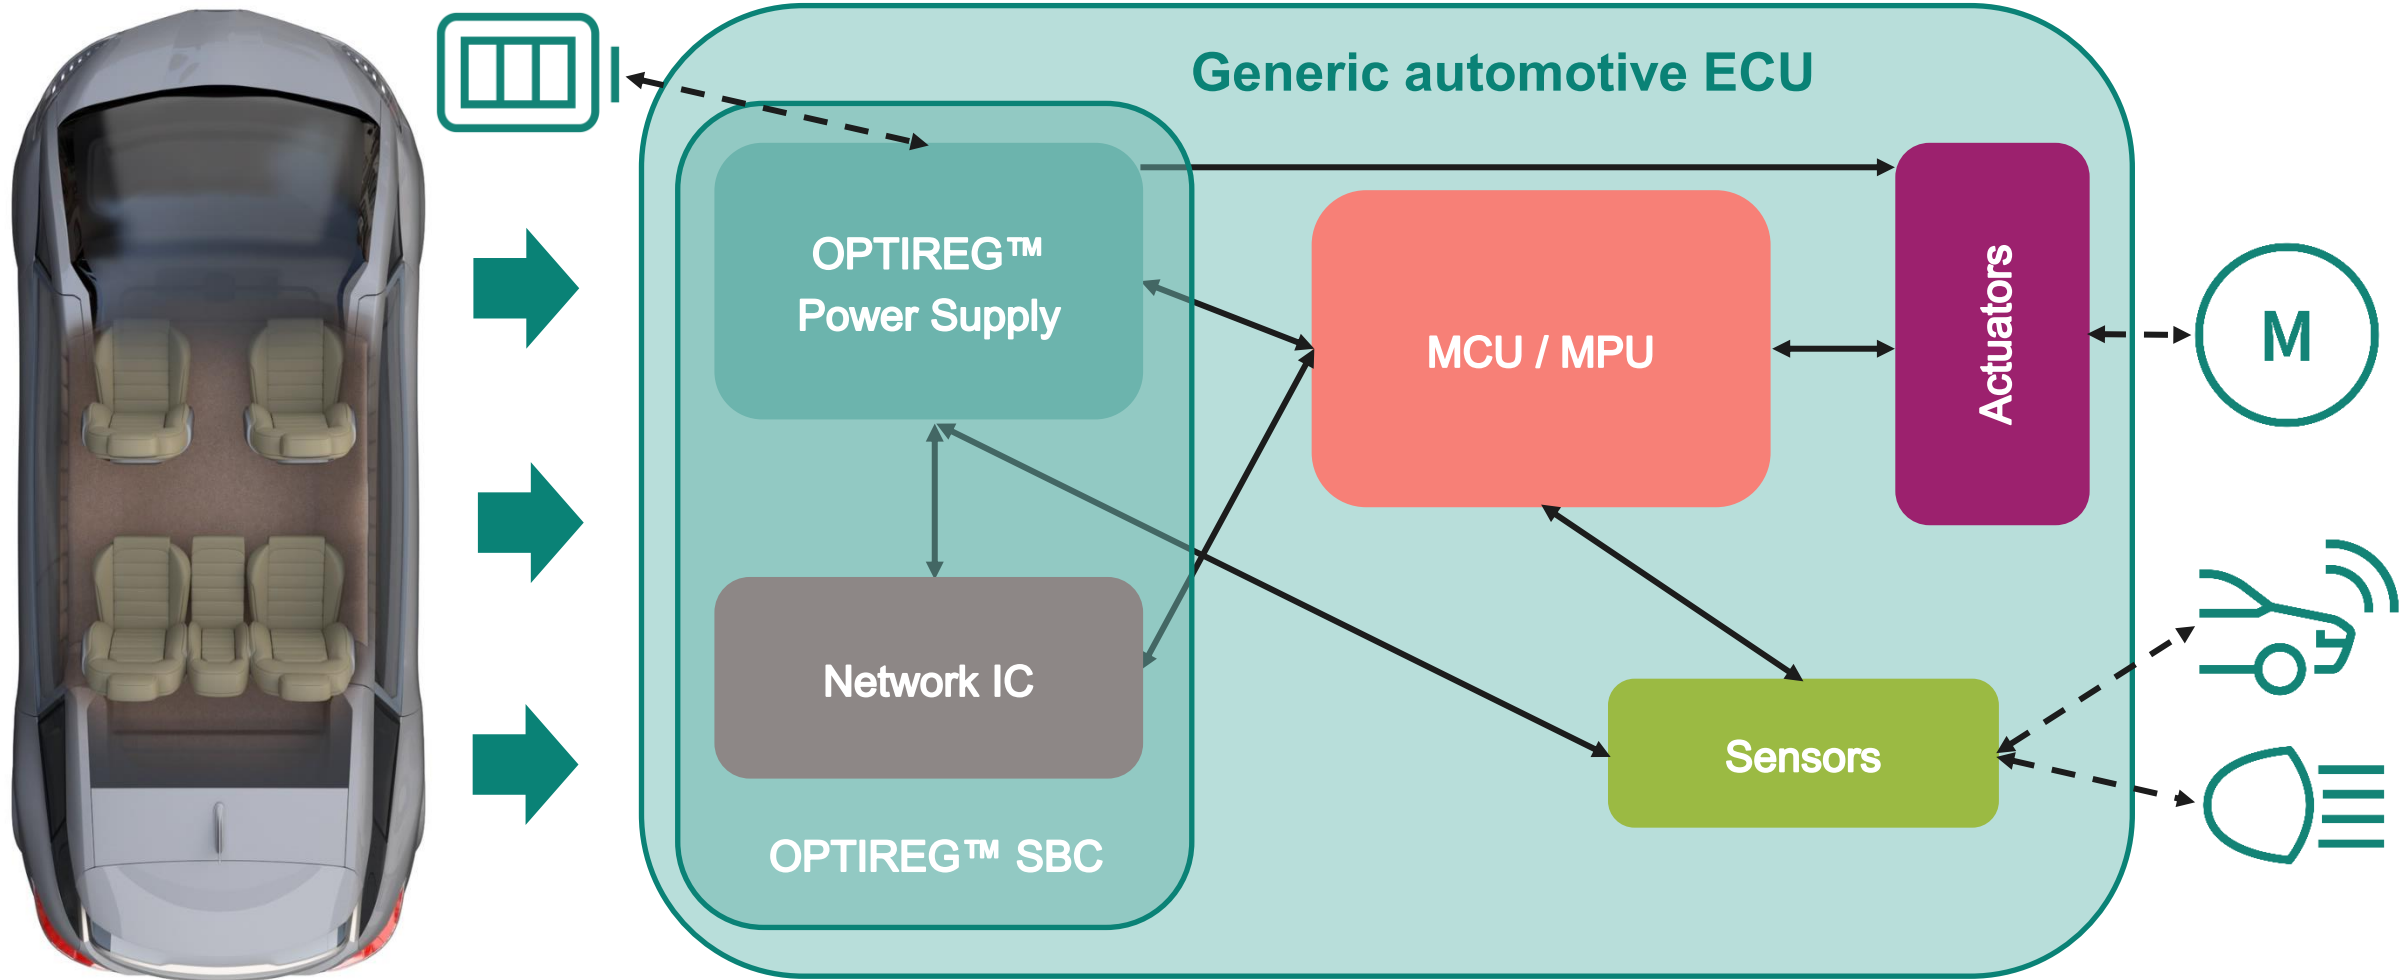 Generic automotive ECU
OPTIREG™
Power Supply
MCU / MPU
Actuators
M
Network IC
Sensors
OPTIREG™ SBC